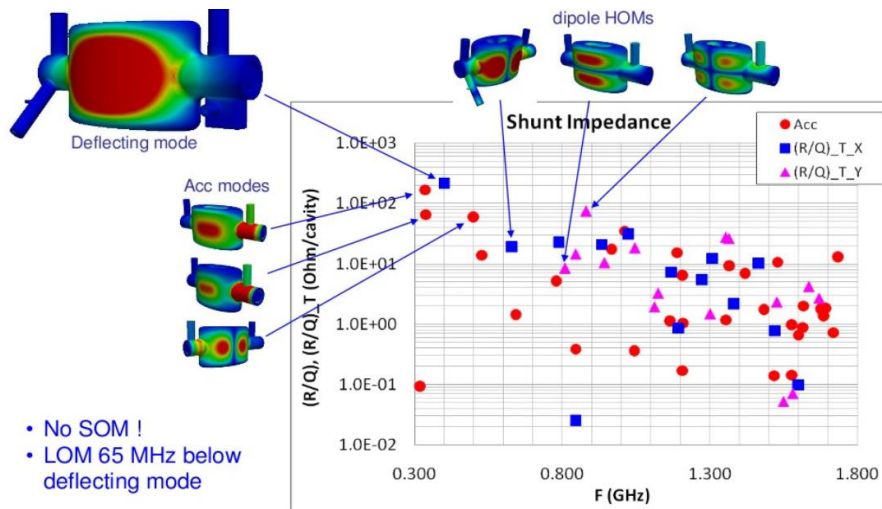 dipole HOMs
Deflecting mode
Acc modes
Shunt Impedance
Acc
(R/Q)_T_X
(R/Q)_T_Y
1.0E+03
1.0E+02
1.0E+01
1.0E+00
1.0E-01
1.0E-02
(R/Q), (R/Q)_T (Ohm/cavity)
0.300
0.800
1.300
1.800
F (GHz)
• No SOM !
• LOM 65 MHz below
deflecting mode